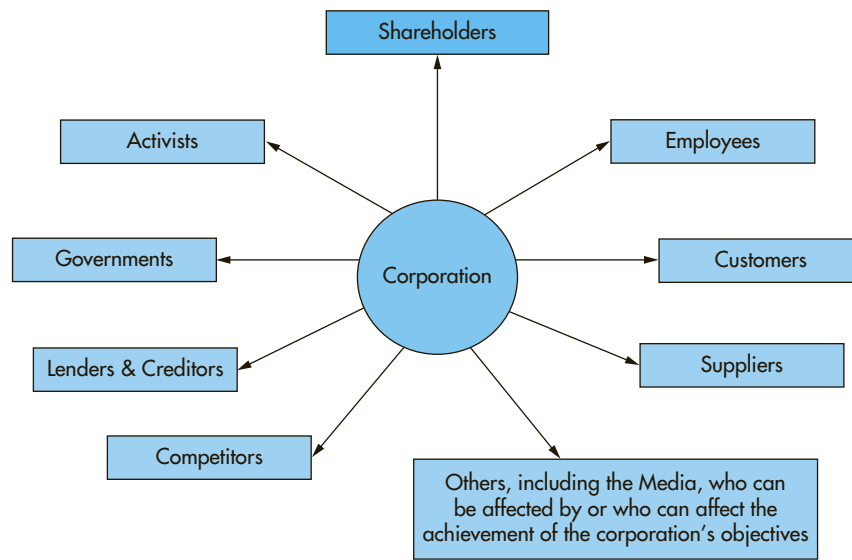 Shareholders
Activists
Employees
Governments
Corporation
Customers
Lenders & Creditors
Suppliers
Competitors
Others, including the Media, who can
be affected by or who can affect the
achievement of the corporation’s objectives